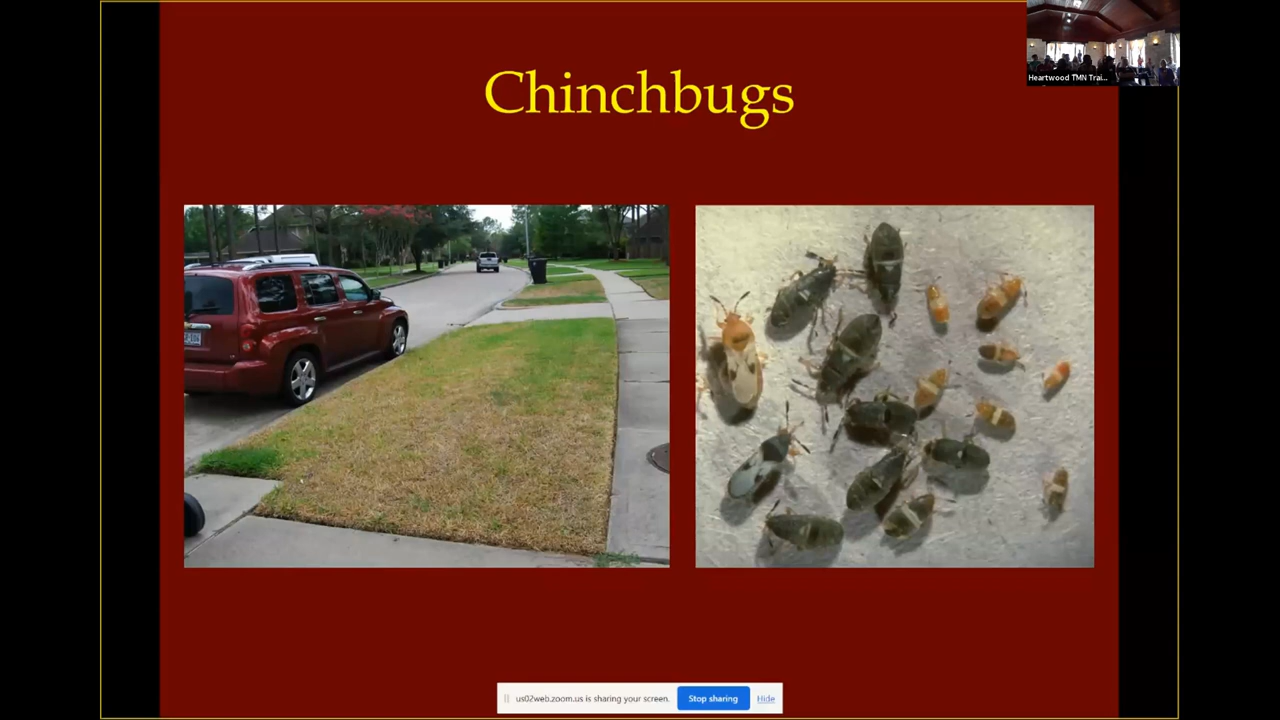 Chinchbugs
Heartwood TMN Trai...
us02web.zoom.us is sharing your screen.
Stop sharing
Hide